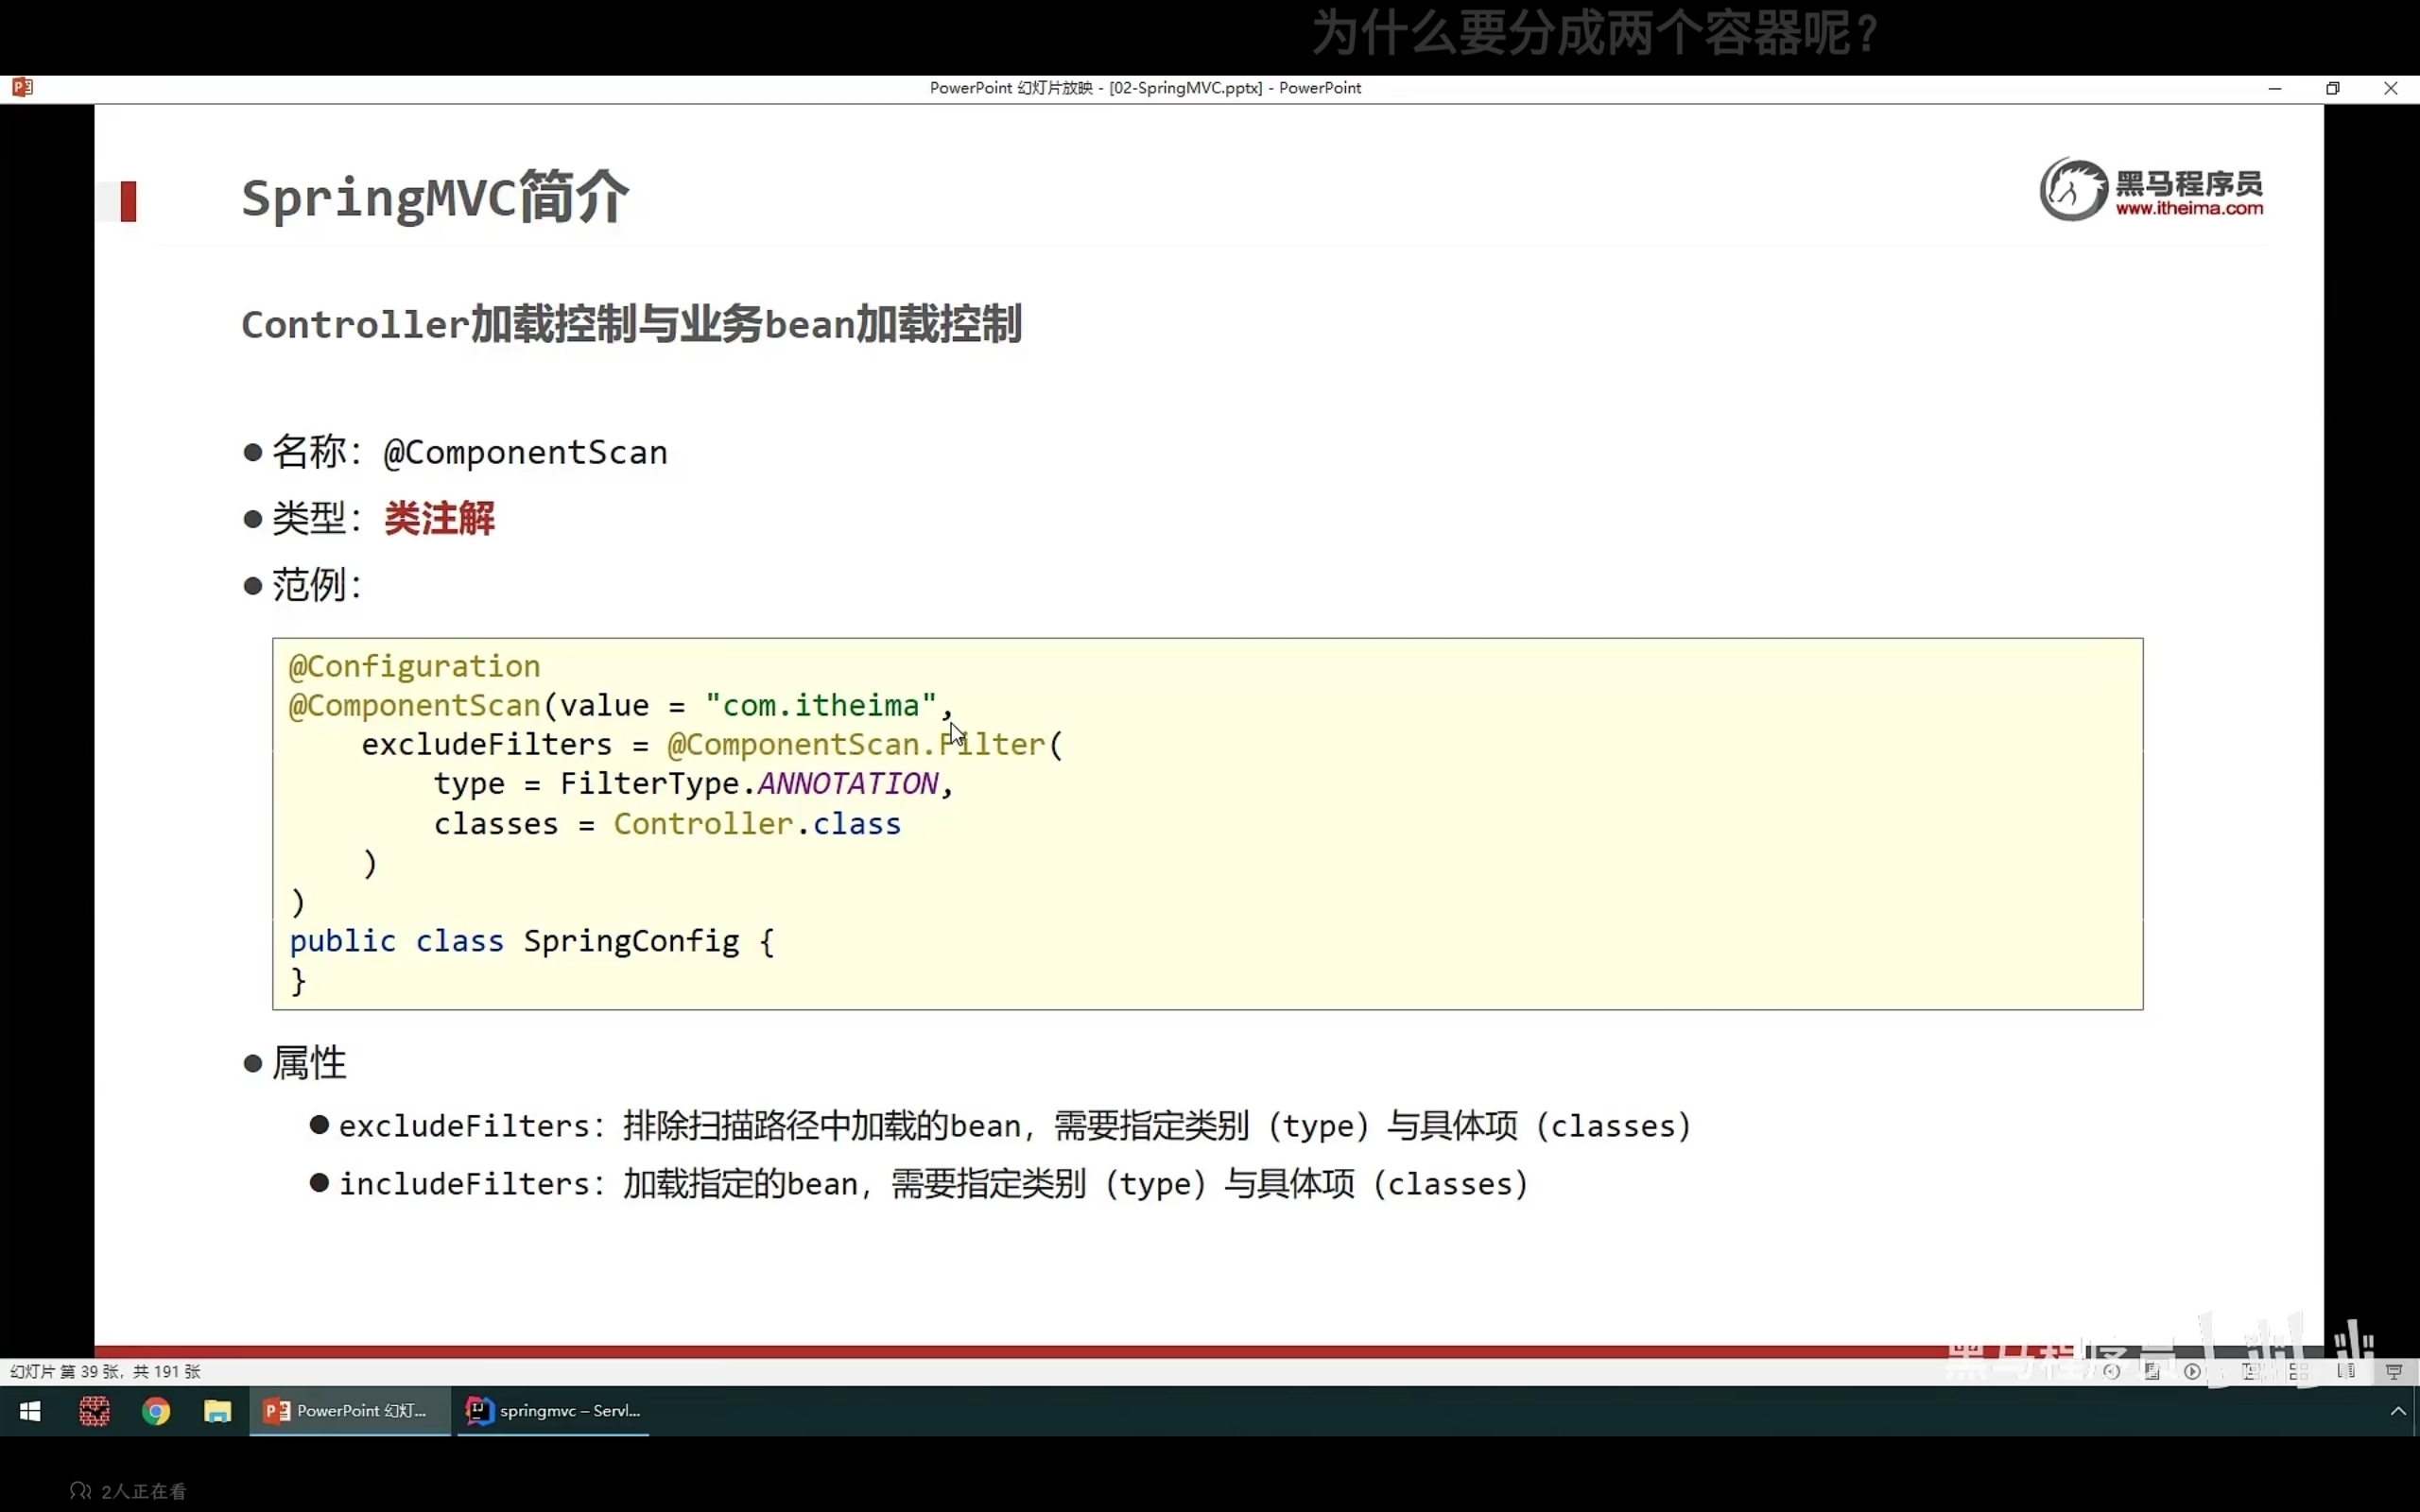 为什么要分成两个容器呢？
PowerPoint 幻灯片放映 - [02-SpringMVC.pptx] - PowerPoint
SpringMVC简介
黑马程序员
www.itheima.com
Controller加载控制与业务bean加载控制
● 名称：@ComponentScan
● 类型：类注解
● 范例：
@Configuration
@ComponentScan(value = "com.itheima",
    excludeFilters = @ComponentScan.Filter(
        type = FilterType.ANNOTATION,
        classes = Controller.class
    )
)
public class SpringConfig {
}
● 属性
● excludeFilters：排除扫描路径中加载的bean，需要指定类别（type）与具体项（classes）
● includeFilters：加载指定的bean，需要指定类别（type）与具体项（classes）
黑马程序员
幻灯片 第 39 张，共 191 张
PowerPoint 幻灯...
springmvc – Servl...
2人正在看